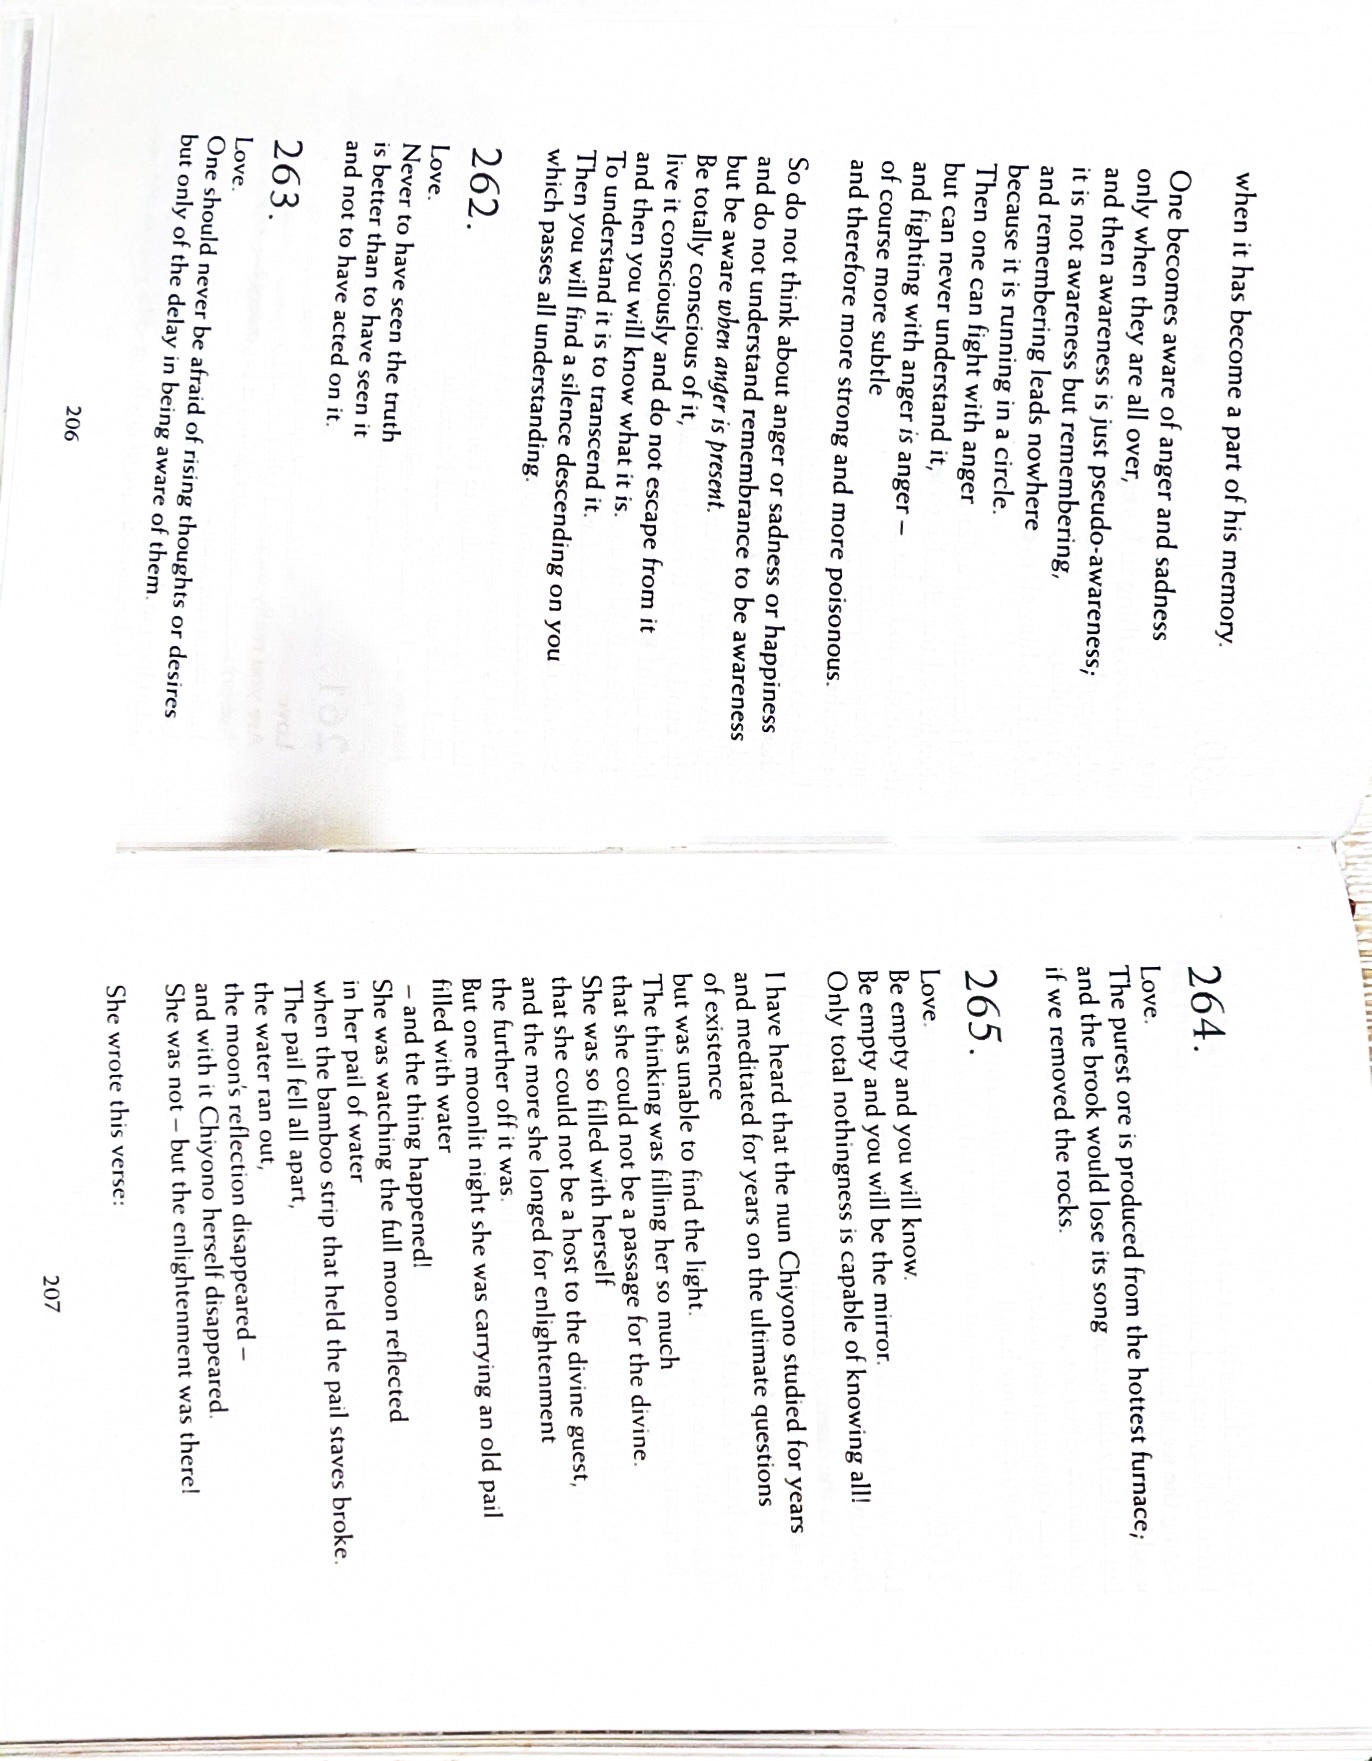 when it has become a part of his memory.
One becomes aware of anger and sadness
only when they are all over,
and then awareness is just pseudo-awareness;
it is not awareness but remembering,
and remembering leads nowhere
because it is running in a circle.
Then one can fight with anger
but can never understand it,
and fighting with anger is anger –
of course more subtle
and therefore more strong and more poisonous.
So do not think about anger or sadness or happiness
and do not understand remembrance to be awareness
but be aware when anger is present.
Be totally conscious of it,
live it consciously and do not escape from it
and then you will know what it is.
To understand it is to transcend it.
Then you will find a silence descending on you
which passes all understanding.
262.
Love.
Never to have seen the truth
is better than to have seen it
and not to have acted on it.
263.
Love.
One should never be afraid of rising thoughts or desires
but only of the delay in being aware of them.
206
264.
Love.
The purest ore is produced from the hottest furnace;
and the brook would lose its song
if we removed the rocks.
265.
Love.
Be empty and you will know.
Be empty and you will be the mirror.
Only total nothingness is capable of knowing all!
I have heard that the nun Chiyono studied for years
and meditated for years on the ultimate questions
of existence
but was unable to find the light.
The thinking was filling her so much
that she could not be a passage for the divine.
She was so filled with herself
that she could not be a host to the divine guest,
and the more she longed for enlightenment
the further off it was.
But one moonlit night she was carrying an old pail
filled with water
– and the thing happened!
She was watching the full moon reflected
in her pail of water
when the bamboo strip that held the pail staves broke.
The pail fell all apart,
the water ran out,
the moon's reflection disappeared –
and with it Chiyono herself disappeared.
She was not – but the enlightenment was there!
She wrote this verse:
207